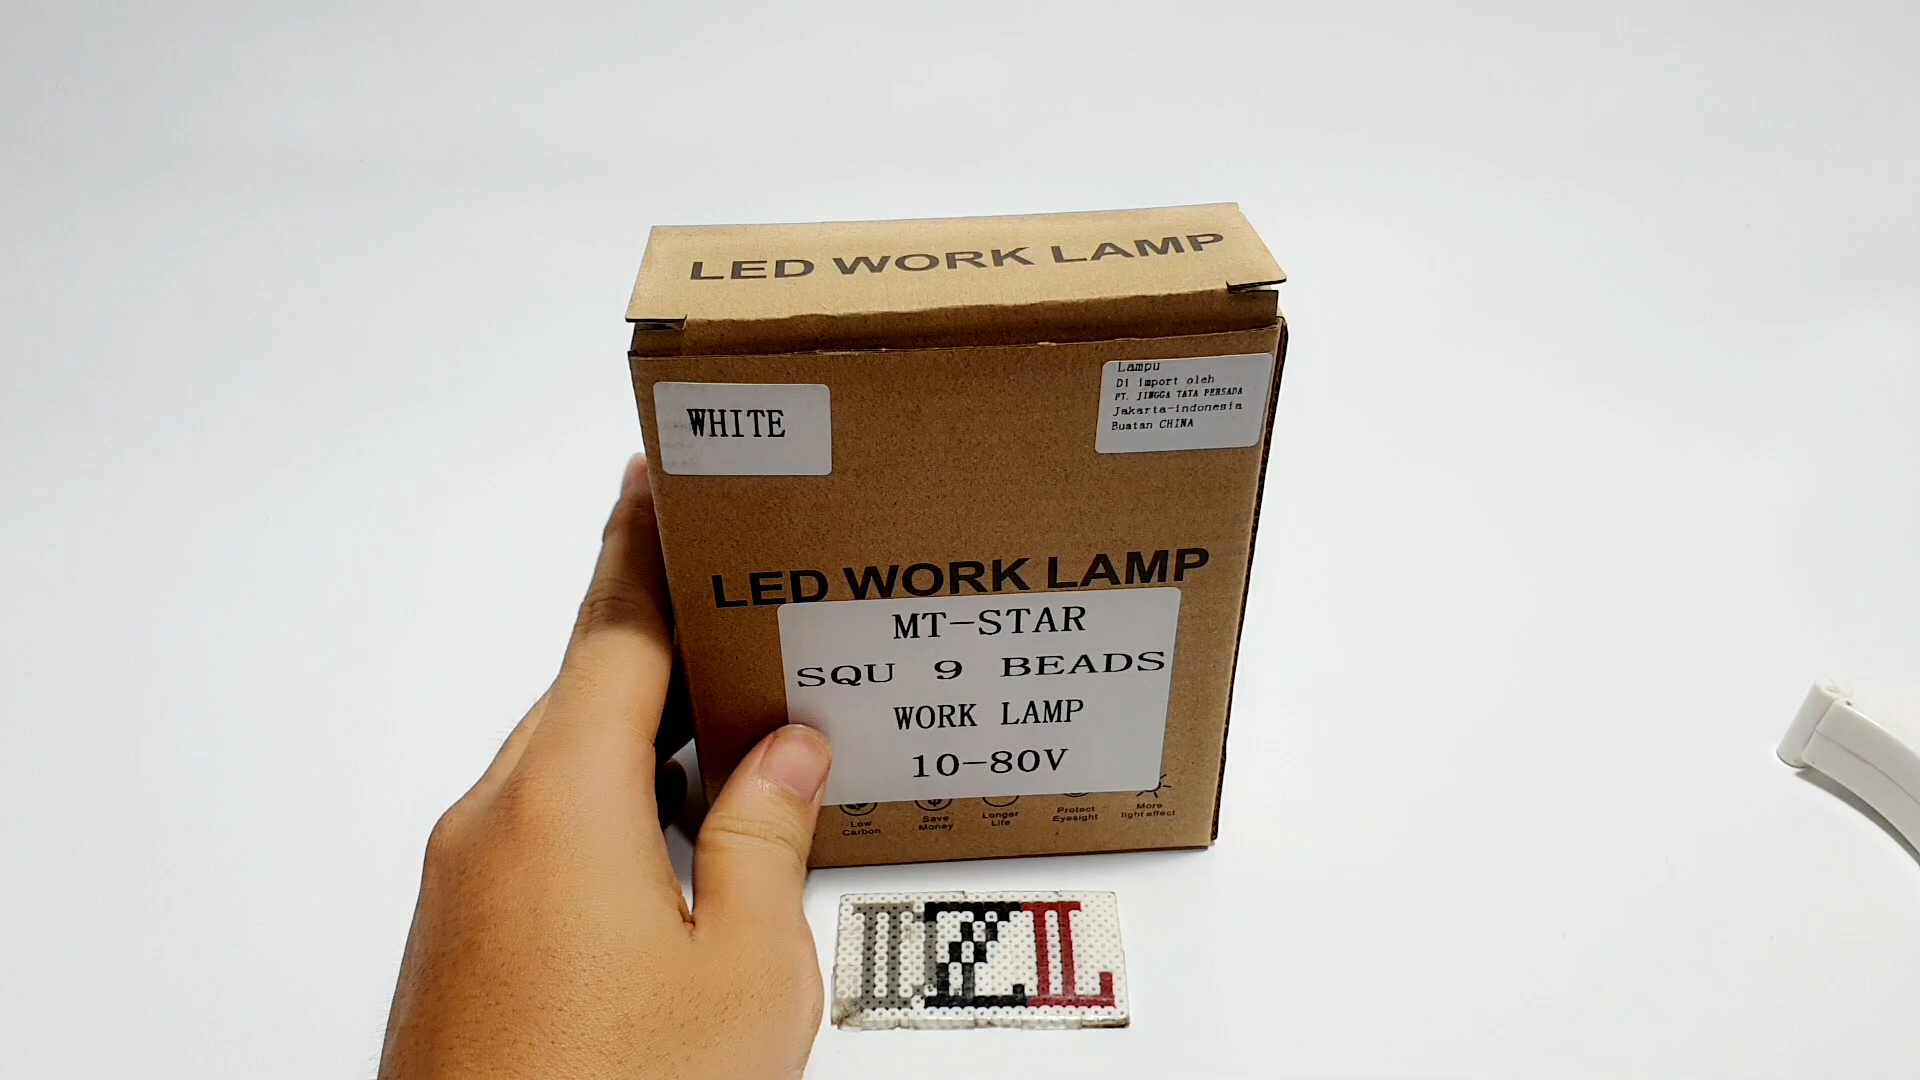 LED WORK LAMP
WHITE
Lampu
Di import oleh
PT. JINGGA TATA PERSADA
Jakarta-indonesia
Buatan CHINA
LED WORK LAMP
MT-STAR
SQU 9 BEADS
WORK LAMP
10-80V
Low Carbon
Save Money
Longer Life
Protect Eyesight
More light effect
IZL